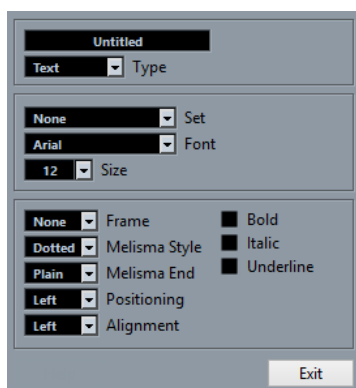 Untitled
Text Type
None Set
Arial Font
12 Size
None Frame Bold
Dotted Melisma Style Italic
Plain Melisma End Underline
Left Positioning
Left Alignment
Exit